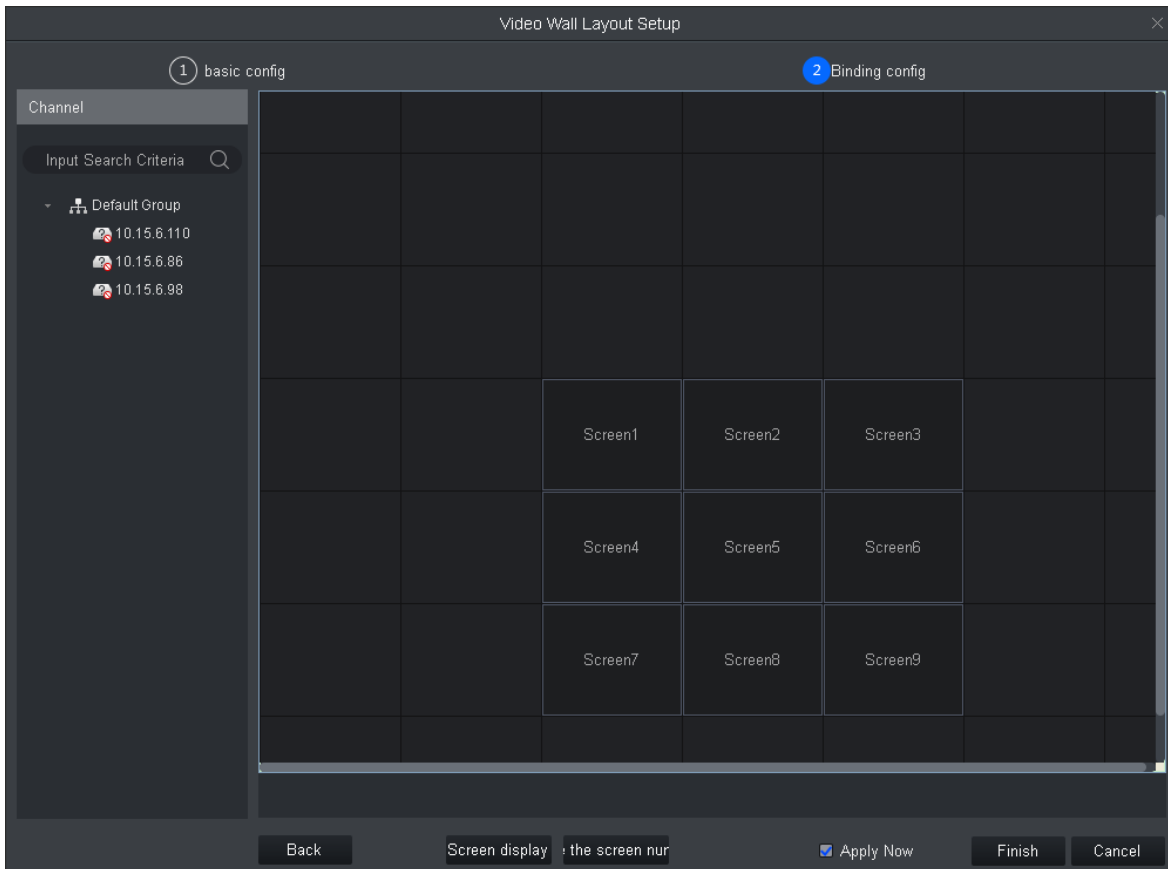 Video Wall Layout Setup
1 basic config
2 Binding config
Channel
Input Search Criteria
Default Group
10.15.6.110
10.15.6.86
10.15.6.98
Screen1 Screen2 Screen3
Screen4 Screen5 Screen6
Screen7 Screen8 Screen9
Back Screen display the screen nur Apply Now Finish Cancel